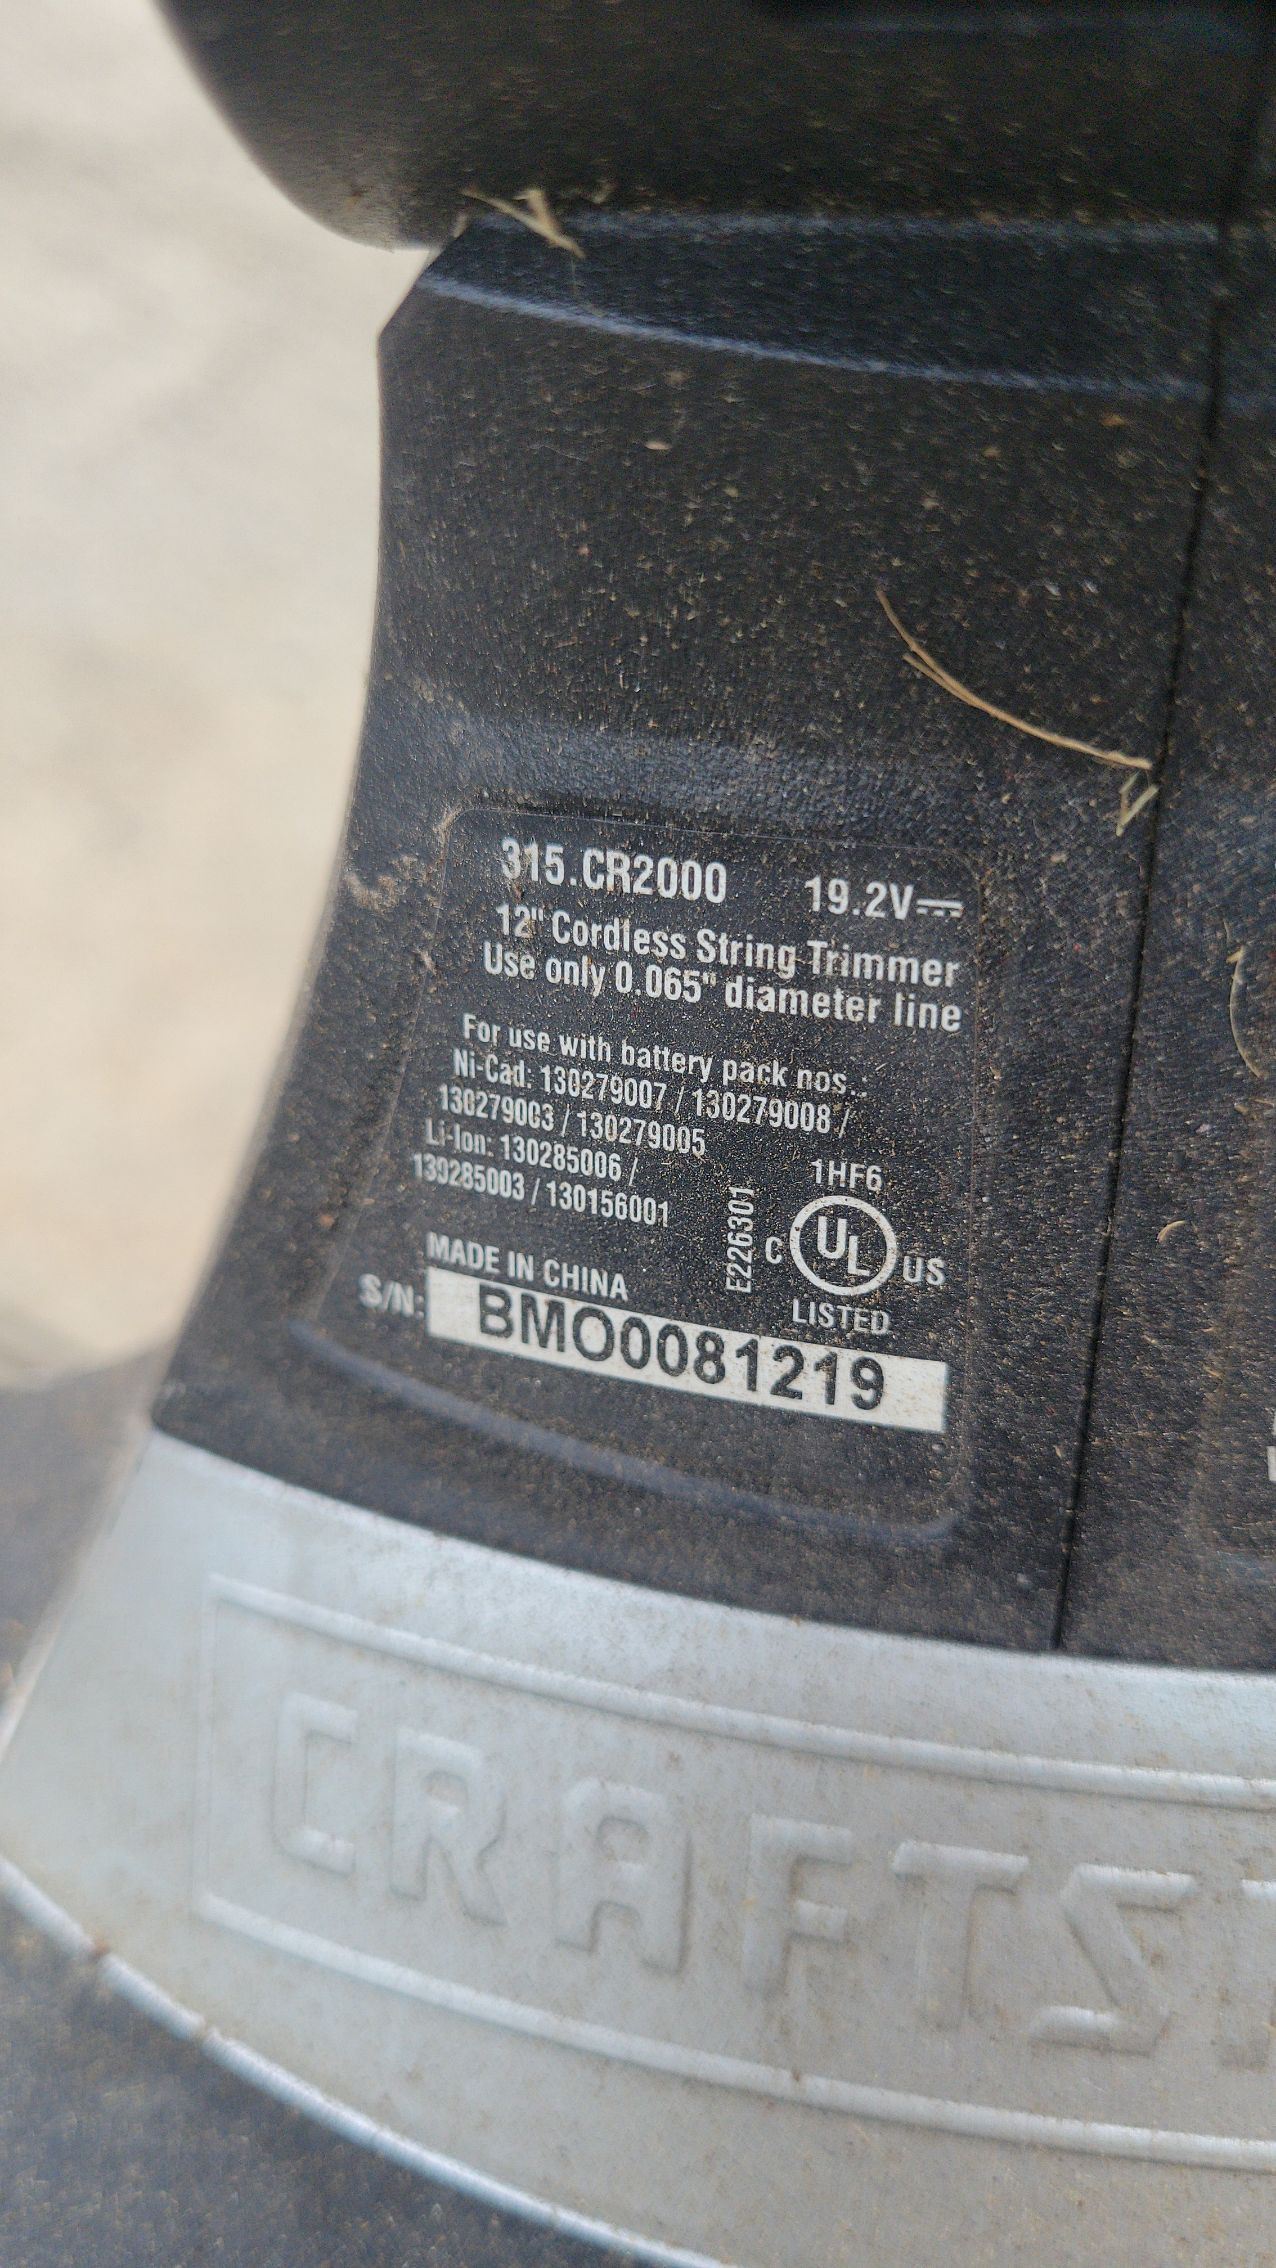 315.CR2000 19.2V
12" Cordless String Trimmer
Use only 0.065" diameter line
For use with battery pack nos.:
Ni-Cad: 130279007 / 130279008 /
130279003 / 130279005
Li-Ion: 130285006 /
130285003 / 130156001
1HF6
E226301
C UL US
LISTED
MADE IN CHINA
S/N: BMO0081219
CRAFTS